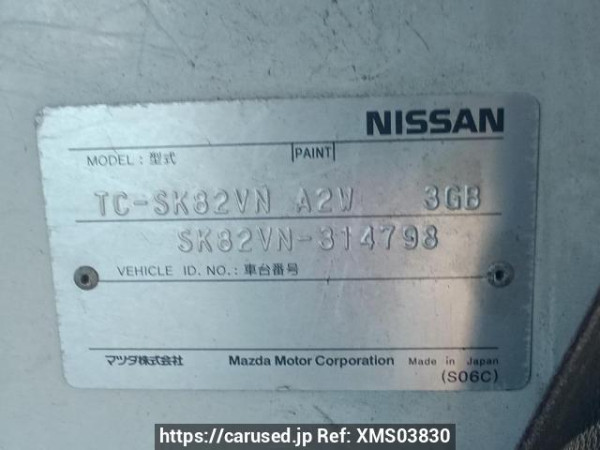 NISSAN
MODEL : 型式 PAINT
TC-SK82VN A2W 3GB
SK82VN-314798
VEHICLE ID. NO. : 車台番号
マツダ株式会社 Mazda Motor Corporation Made in Japan
(S06C)
https://carused.jp Ref: XMS03830